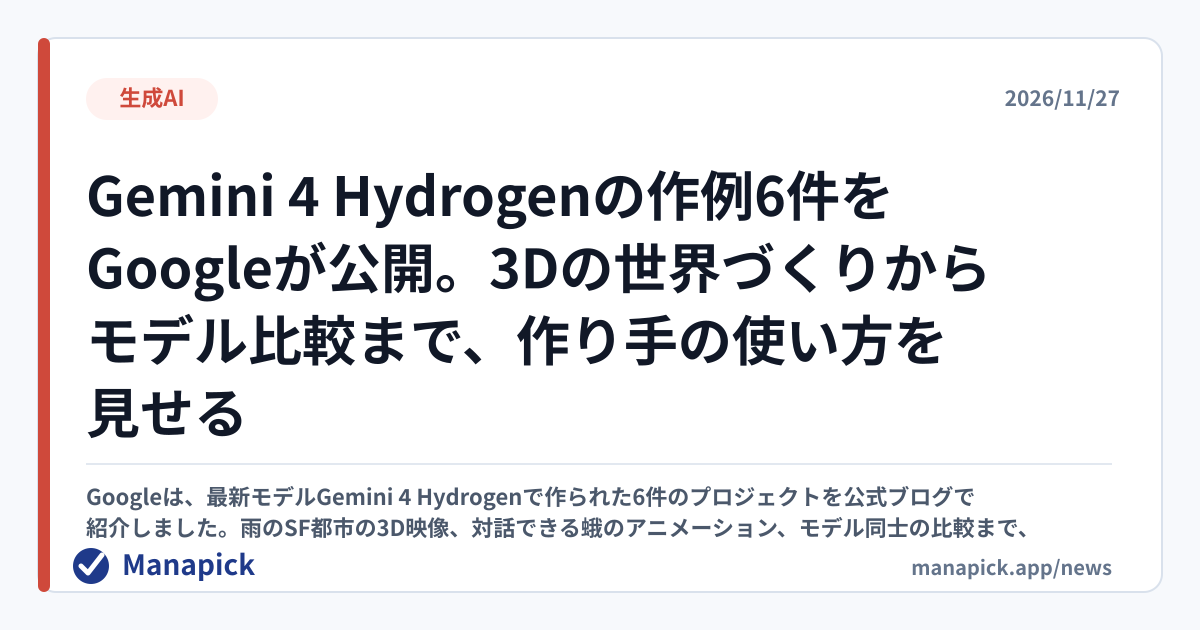 生成AI
2026/11/27
Gemini 4 Hydrogenの作例6件を
Googleが公開。3Dの世界づくりから
モデル比較まで、作り手の使い方を
見せる
Googleは、最新モデルGemini 4 Hydrogenで作られた6件のプロジェクトを公式ブログで
紹介しました。雨のSF都市の3D映像、対話できる蛾のアニメーション、モデル同士の比較まで、
Manapick
manapick.app/news